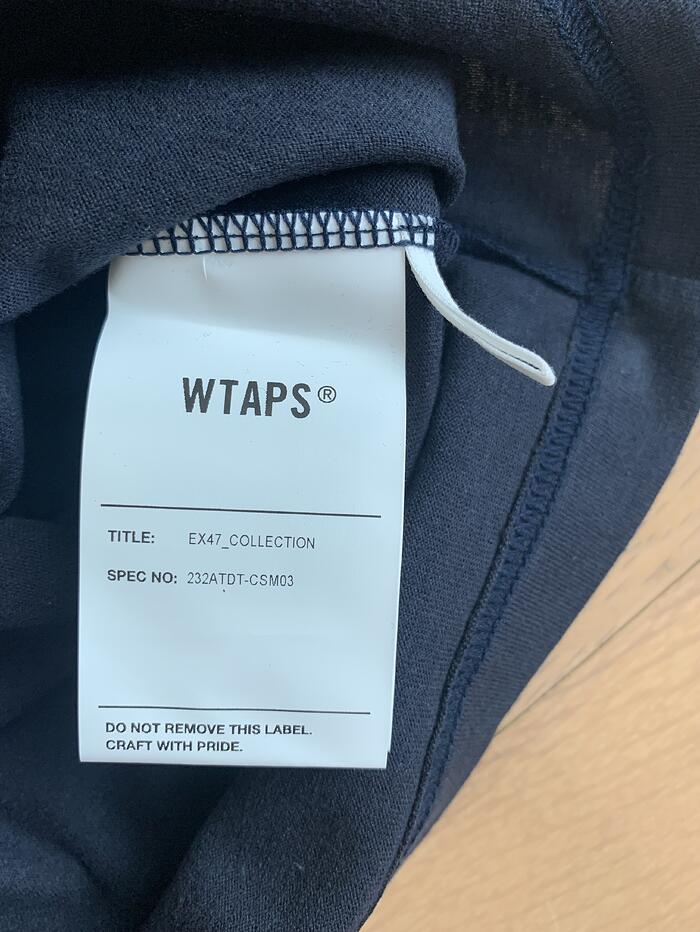 WTAPS®
TITLE: EX47_COLLECTION
SPEC NO: 232ATDT-CSM03
DO NOT REMOVE THIS LABEL.
CRAFT WITH PRIDE.